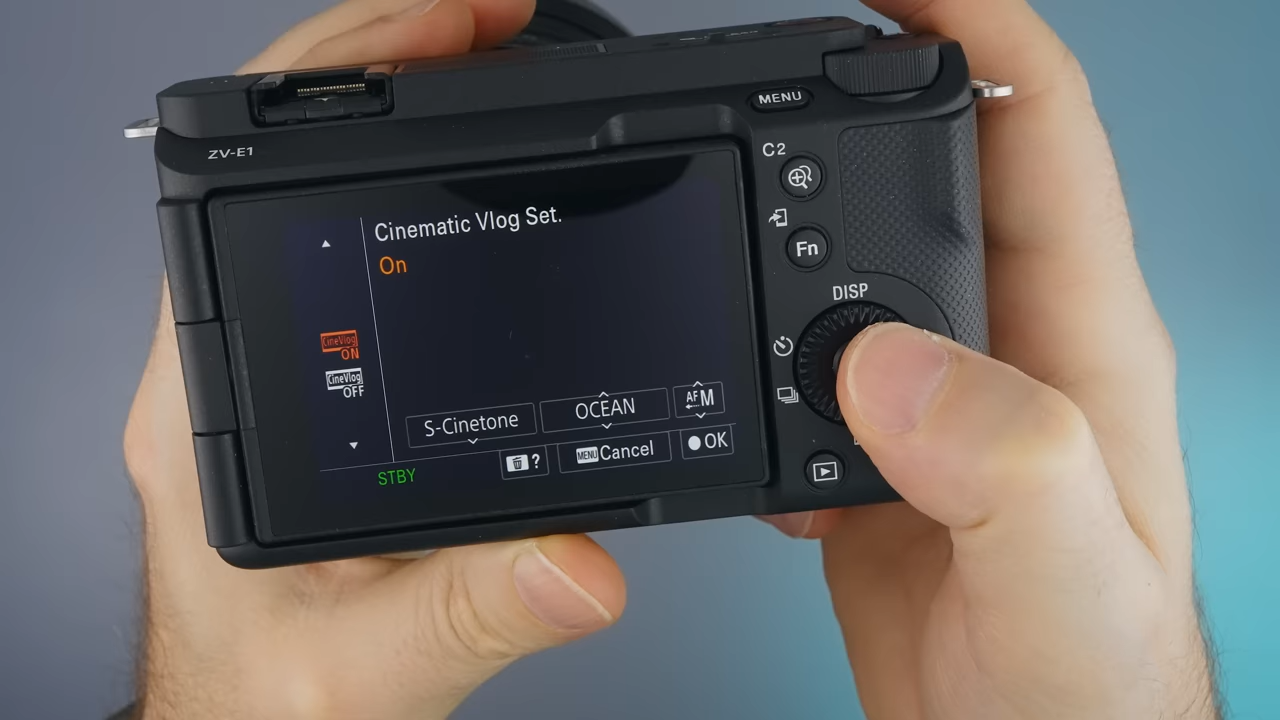 MENU
ZV-E1
C2
Fn
DISP
Cinematic Vlog Set.
On
CineVlog
ON
CineVlog
OFF
S-Cinetone
OCEAN
AF
M
STBY
?
MENU Cancel
OK